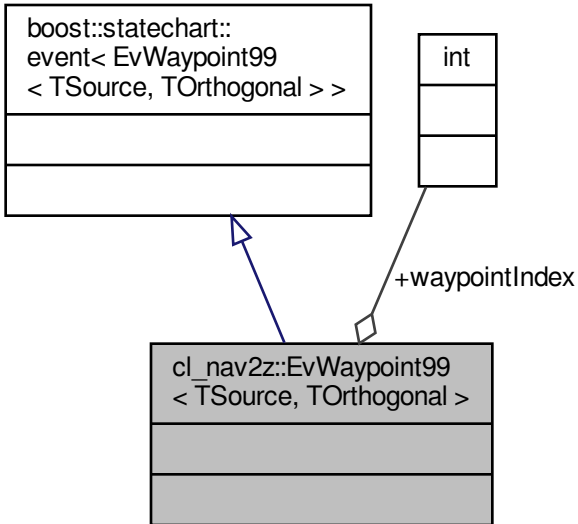 boost::statechart::
event< EvWaypoint99
< TSource, TOrthogonal > >
int
+waypointIndex
cl_nav2z::EvWaypoint99
< TSource, TOrthogonal >